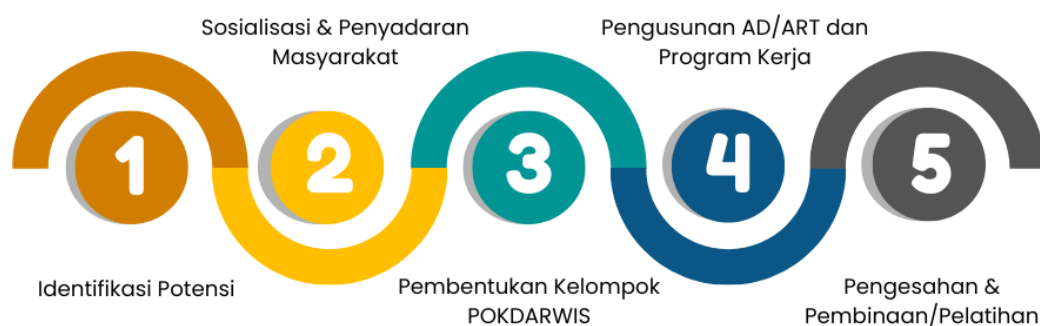 1
Identifikasi Potensi
2
Sosialisasi & Penyadaran
Masyarakat
3
Pembentukan Kelompok
POKDARWIS
4
Pengusunan AD/ART dan
Program Kerja
5
Pengesahan &
Pembinaan/Pelatihan